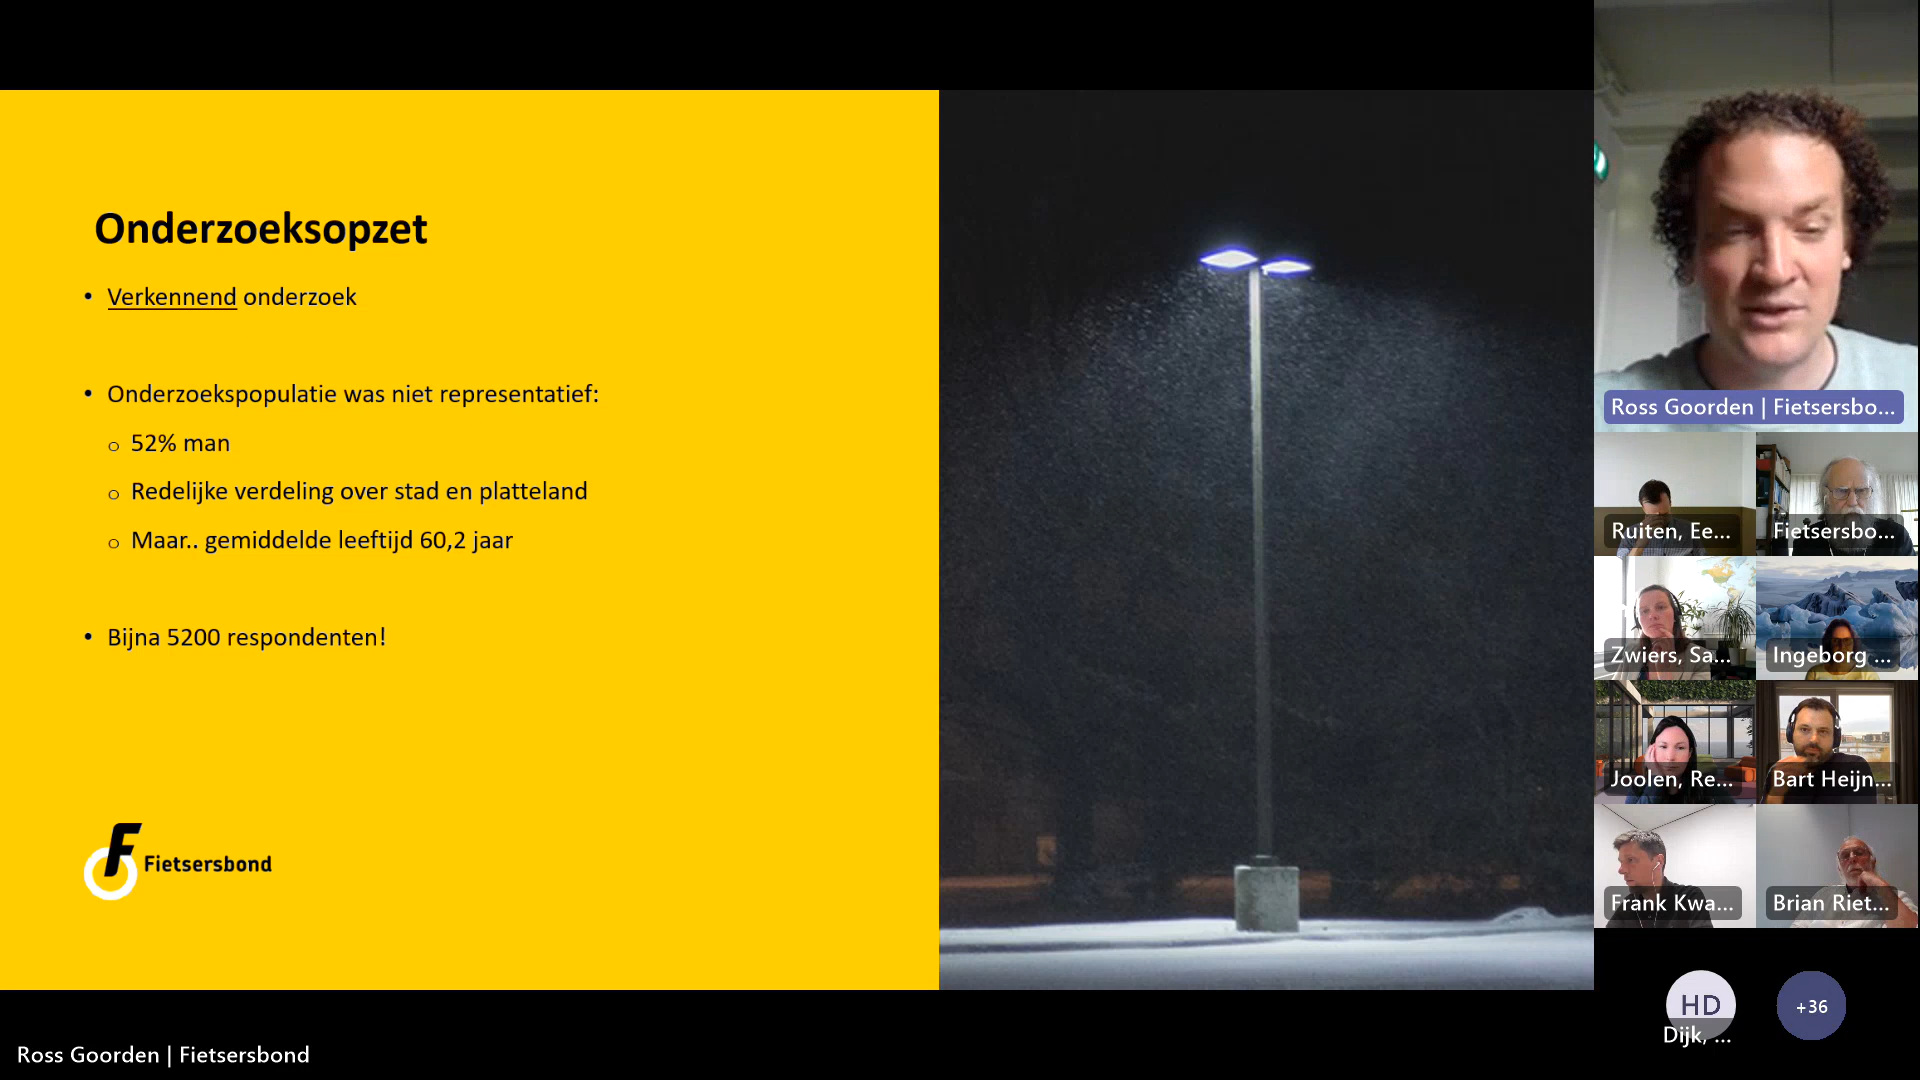 Onderzoeksopzet
• Verkennend onderzoek
• Onderzoekspopulatie was niet representatief:
o 52% man
o Redelijke verdeling over stad en platteland
o Maar.. gemiddelde leeftijd 60,2 jaar
• Bijna 5200 respondenten!
Fietsersbond
Ross Goorden | Fietsersbo...
Ruiten, Ee...
Fietsersbo...
Zwiers, Sa...
Ingeborg ...
Joolen, Re...
Bart Heijn...
Frank Kwa...
Brian Riet...
HD
Dijk, ...
+36
Ross Goorden | Fietsersbond